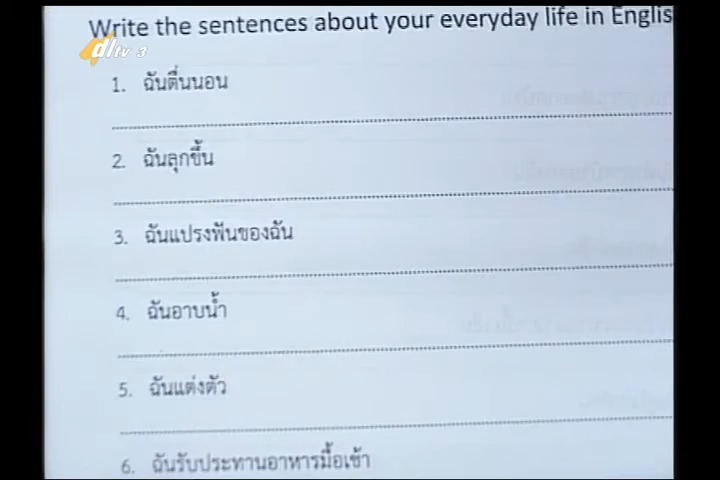 Write the sentences about your everyday life in Englis
dltv 3
1. ฉันตื่นนอน
2. ฉันลุกขึ้น
3. ฉันแปรงฟันของฉัน
4. ฉันอาบน้ำ
5. ฉันแต่งตัว
6. ฉันรับประทานอาหารมื้อเช้า